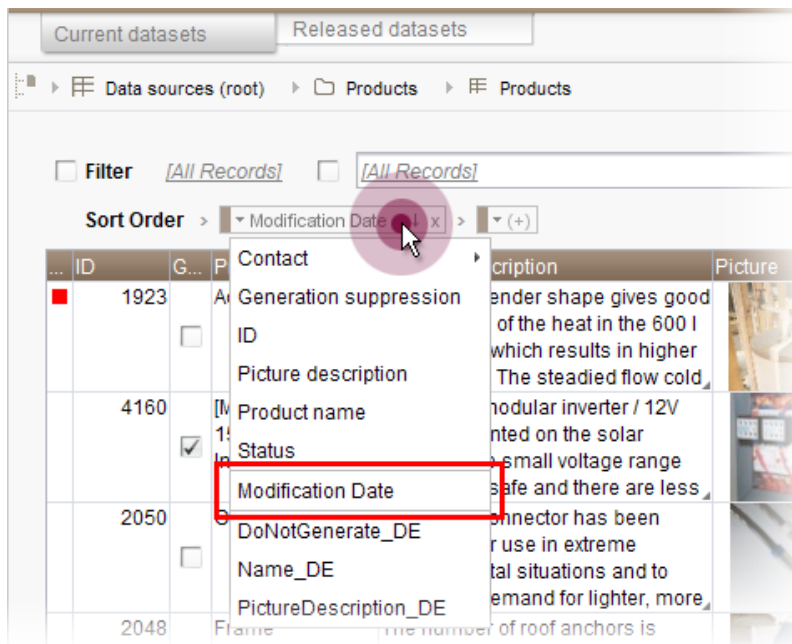 Current datasets
Released datasets
Data sources (root)
Products
Products
Filter
[All Records]
[All Records]
Sort Order >
Modification Date
x
>
(+)
...
ID
G...
cription
Picture
Contact
Generation suppression
ID
Picture description
Product name
Status
Modification Date
DoNotGenerate_DE
Name_DE
PictureDescription_DE
1923
ender shape gives good
of the heat in the 600 l
which results in higher
The steadied flow cold
4160
modular inverter / 12V
nted on the solar
small voltage range
safe and there are less
2050
onnector has been
r use in extreme
tal situations and to
emand for lighter, more
2048
Frame
The number of roof anchors is